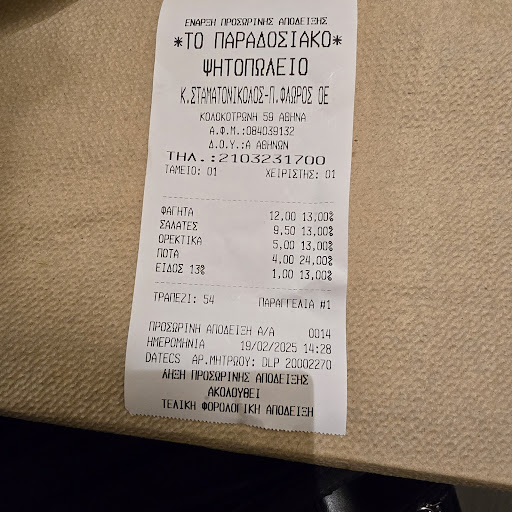 ΕΝΑΡΞΗ ΠΡΟΣΩΡΙΝΗΣ ΑΠΟΔΕΙΞΗΣ
*ΤΟ ΠΑΡΑΔΟΣΙΑΚΟ*
ΨΗΤΟΠΩΛΕΙΟ
Κ.ΣΤΑΜΑΤΟΝΙΚΟΛΟΣ-Π.ΦΛΩΡΟΣ ΟΕ
ΚΟΛΟΚΟΤΡΩΝΗ 59 ΑΘΗΝΑ
Α.Φ.Μ.:084039132
Δ.Ο.Υ.:Α ΑΘΗΝΩΝ
ΤΗΛ.:2103231700
ΤΑΜΕΙΟ: 01 ΧΕΙΡΙΣΤΗΣ: 01
ΦΑΓΗΤΑ 12,00 13,00%
ΣΑΛΑΤΕΣ 9,50 13,00%
ΟΡΕΚΤΙΚΑ 5,00 13,00%
ΠΟΤΑ 4,00 24,00%
ΕΙΔΟΣ 13% 1,00 13,00%
ΤΡΑΠΕΖΙ: 54 ΠΑΡΑΓΓΕΛΙΑ #1
ΠΡΟΣΩΡΙΝΗ ΑΠΟΔΕΙΞΗ Α/Α 0014
ΗΜΕΡΟΜΗΝΙΑ 19/02/2025 14:28
DATECS ΑΡ.ΜΗΤΡΩΟΥ: DLP 20002270
ΛΗΞΗ ΠΡΟΣΩΡΙΝΗΣ ΑΠΟΔΕΙΞΗΣ
ΑΚΟΛΟΥΘΕΙ
ΤΕΛΙΚΗ ΦΟΡΟΛΟΓΙΚΗ ΑΠΟΔΕΙΞΗ